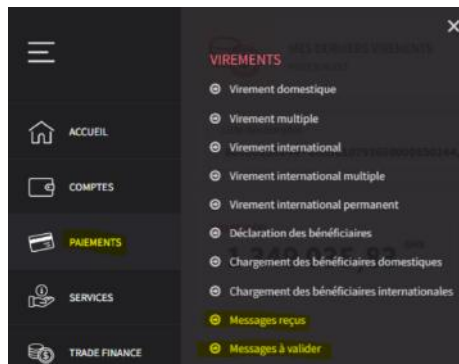 VIREMENTS
Virement domestique
Virement multiple
Virement international
Virement international multiple
Virement international permanent
Déclaration des bénéficiaires
Chargement des bénéficiaires domestiques
Chargement des bénéficiaires internationales
Messages reçus
Messages à valider
ACCUEIL
COMPTES
PAIEMENTS
SERVICES
TRADE FINANCE